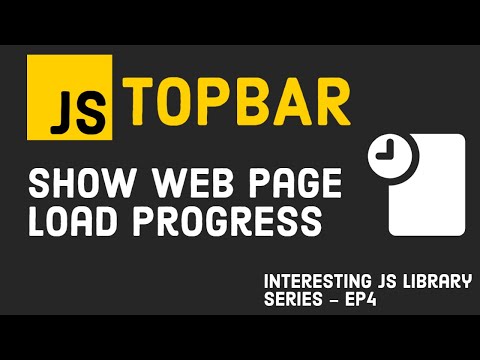 JS TOPBAR
SHOW WEB PAGE
LOAD PROGRESS
INTERESTING JS LIBRARY
SERIES – EP4